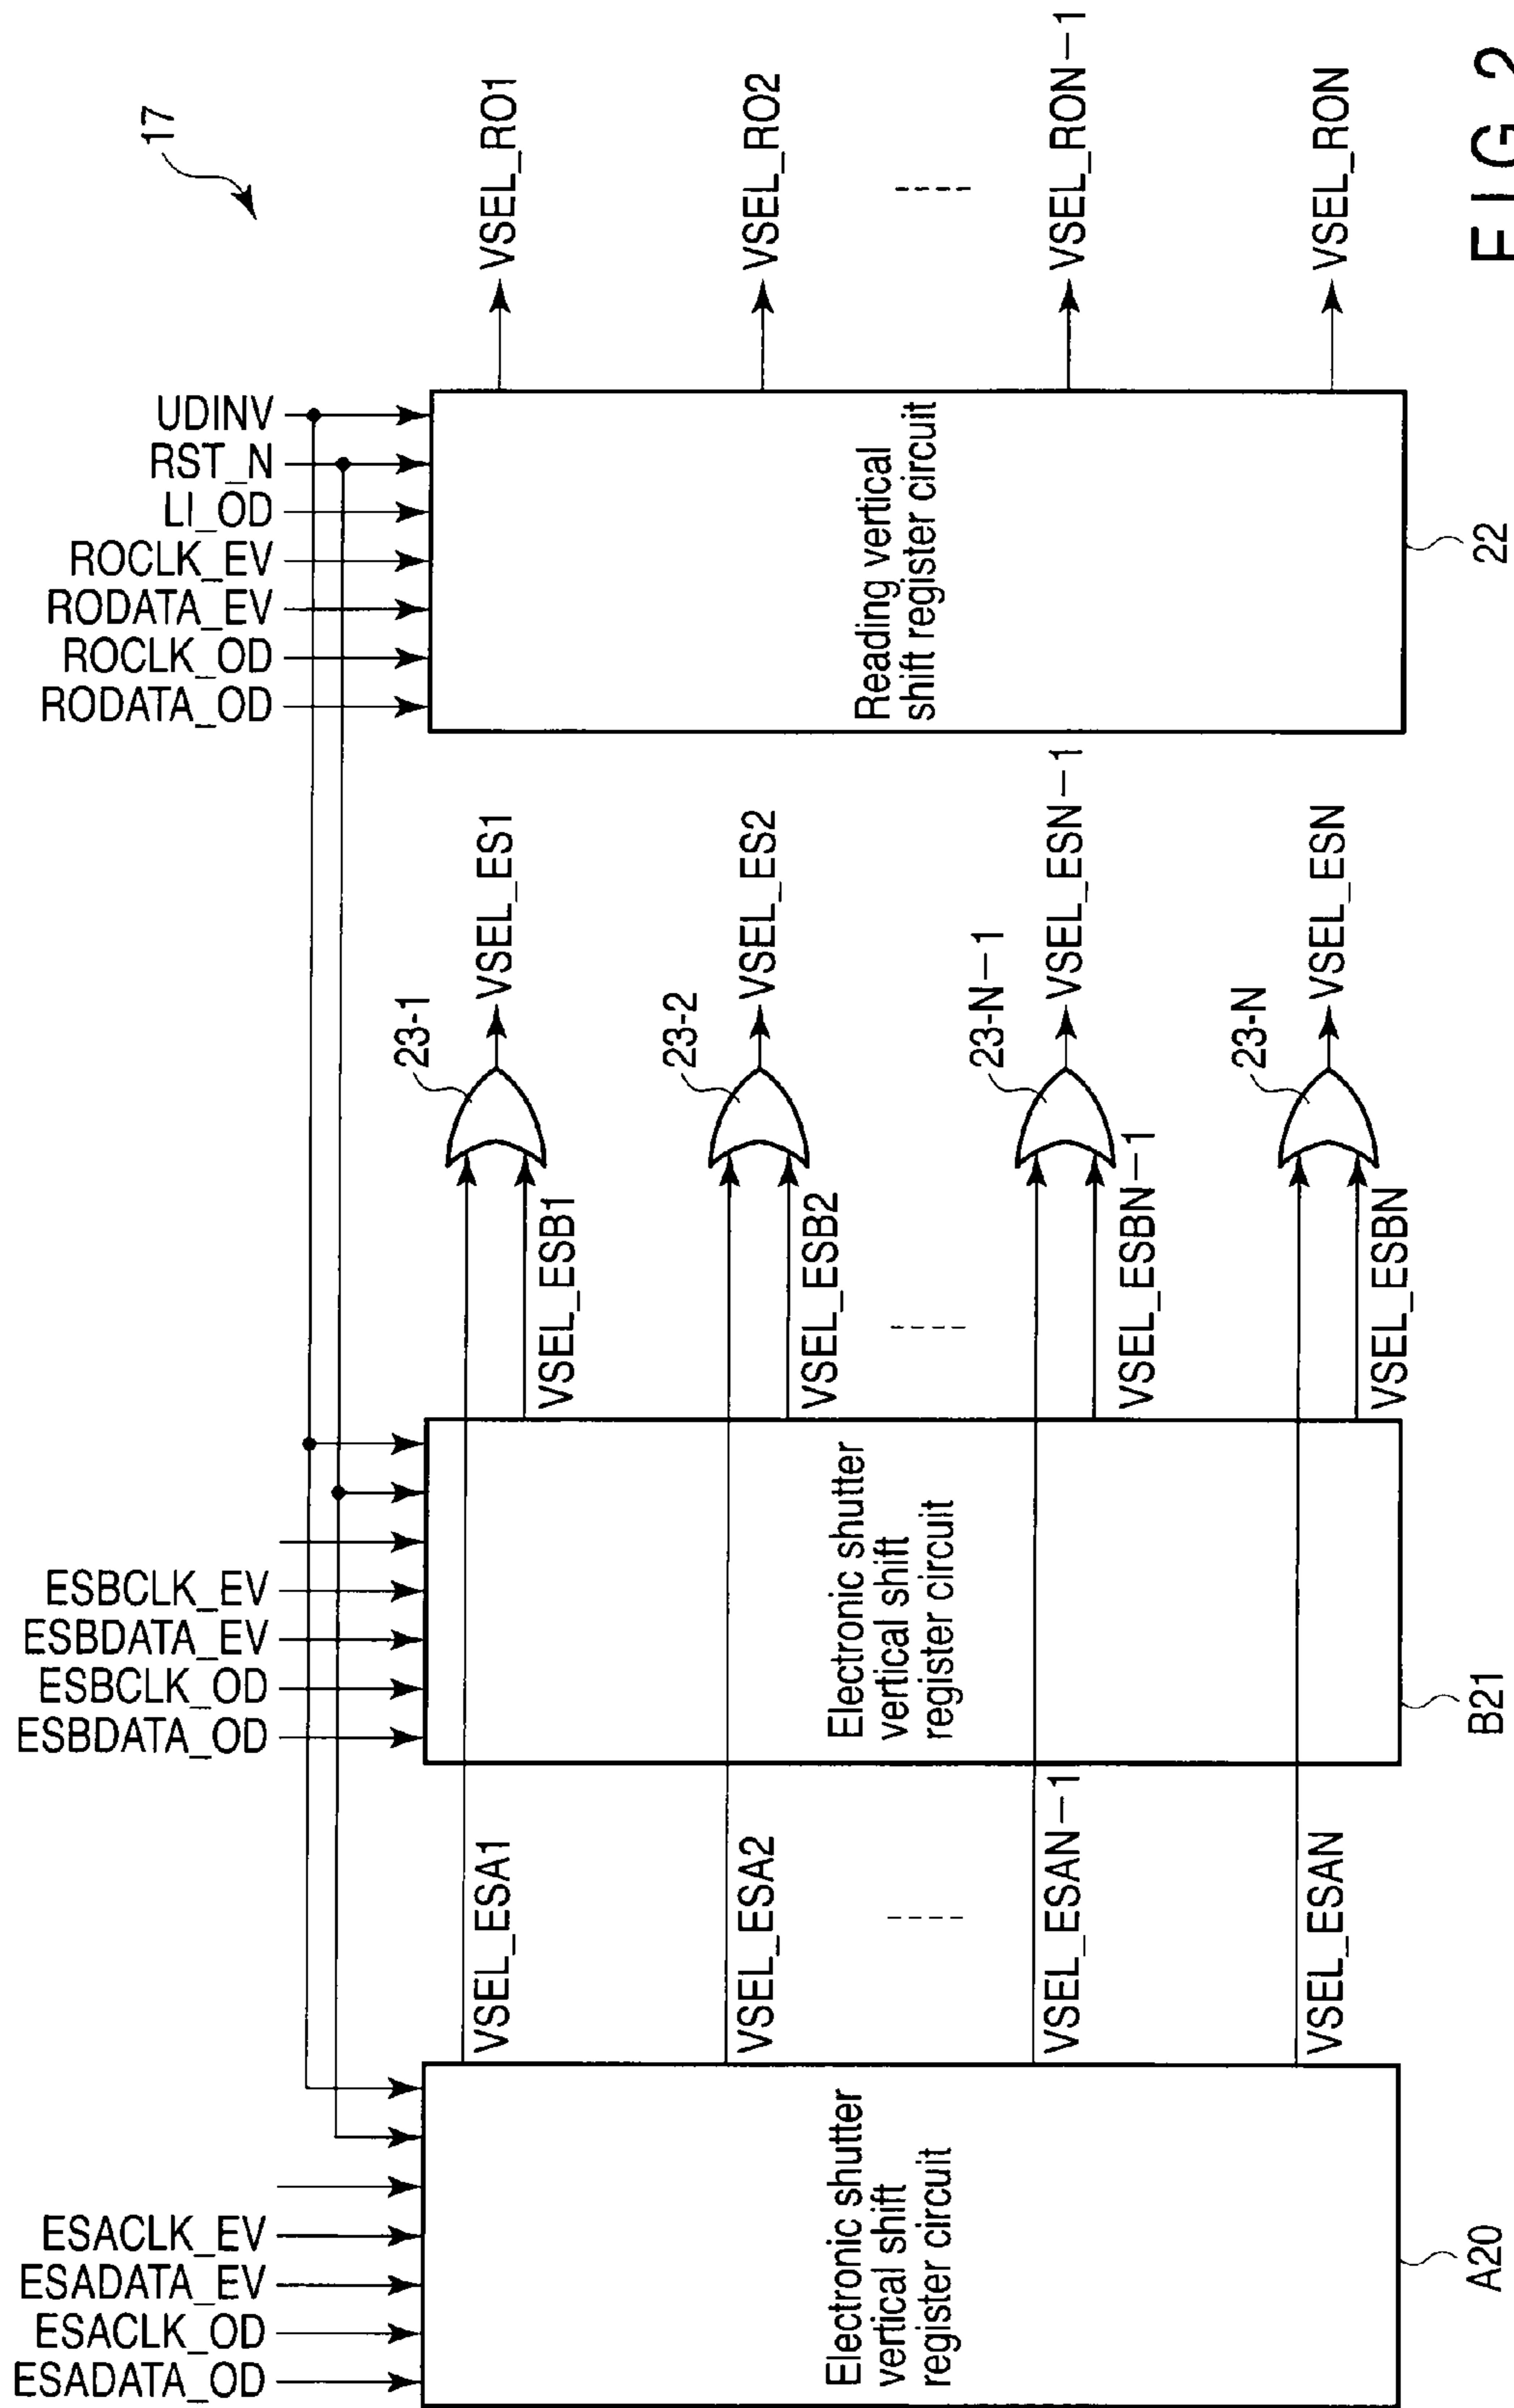 17
UDINV
RST_N
LI_OD
ROCLK_EV
RODATA_EV
ROCLK_OD
RODATA_OD
Reading vertical
shift register circuit
22
VSEL_RO1
VSEL_RO2
VSEL_RON-1
VSEL_RON
23-1
VSEL_ES1
23-2
VSEL_ES2
23-N-1
VSEL_ESN-1
23-N
VSEL_ESN
ESBCLK_EV
ESBDATA_EV
ESBCLK_OD
ESBDATA_OD
Electronic shutter
vertical shift
register circuit
B21
VSEL_ESB1
VSEL_ESB2
VSEL_ESBN-1
VSEL_ESBN
ESACLK_EV
ESADATA_EV
ESACLK_OD
ESADATA_OD
Electronic shutter
vertical shift
register circuit
A20
VSEL_ESA1
VSEL_ESA2
VSEL_ESAN-1
VSEL_ESAN
FIG. 2